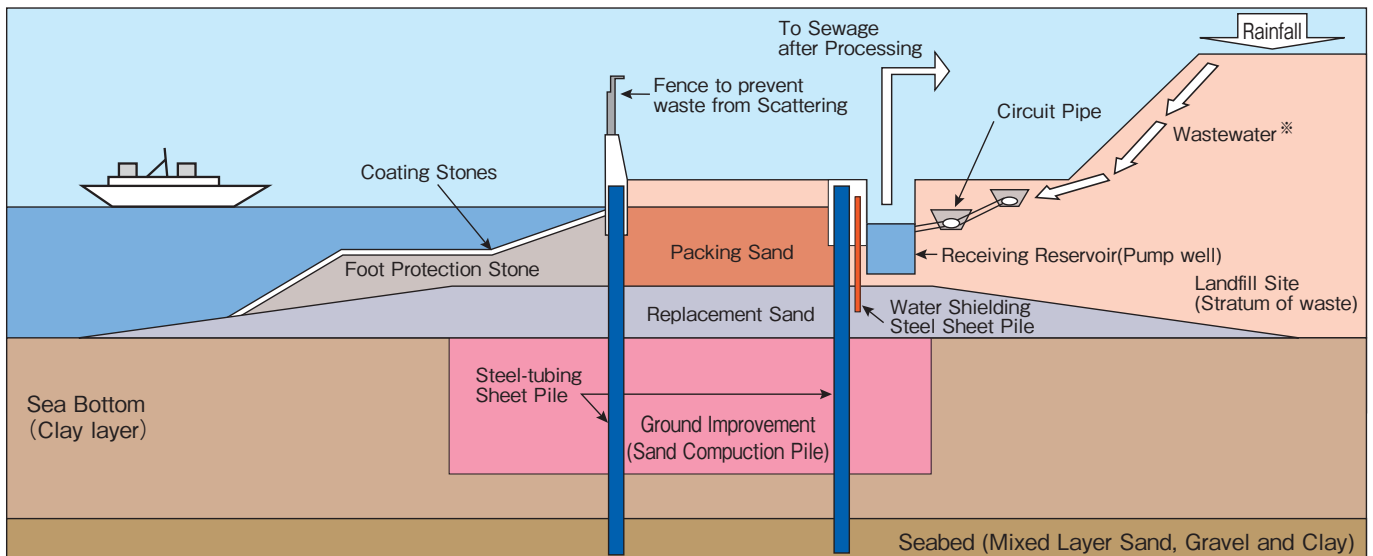 Rainfall
To Sewage
after Processing
Fence to prevent
waste from Scattering
Circuit Pipe
Wastewater※
Coating Stones
Foot Protection Stone
Packing Sand
Receiving Reservoir(Pump well)
Landfill Site
(Stratum of waste)
Replacement Sand
Water Shielding
Steel Sheet Pile
Steel-tubing
Sheet Pile
Sea Bottom
（Clay layer）
Ground Improvement
(Sand Compuction Pile)
Seabed (Mixed Layer Sand, Gravel and Clay)